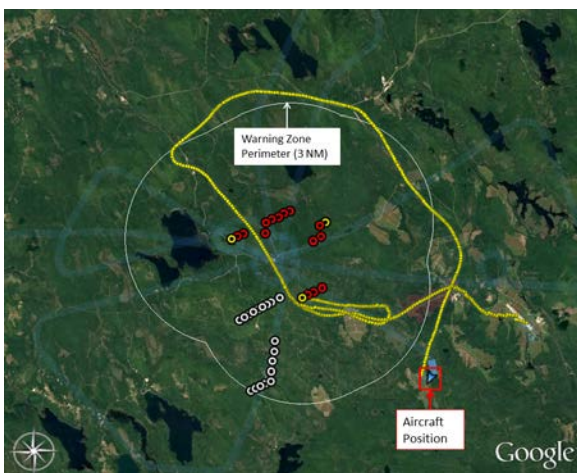 Warning Zone
Perimeter (3 NM)
Aircraft
Position
Google